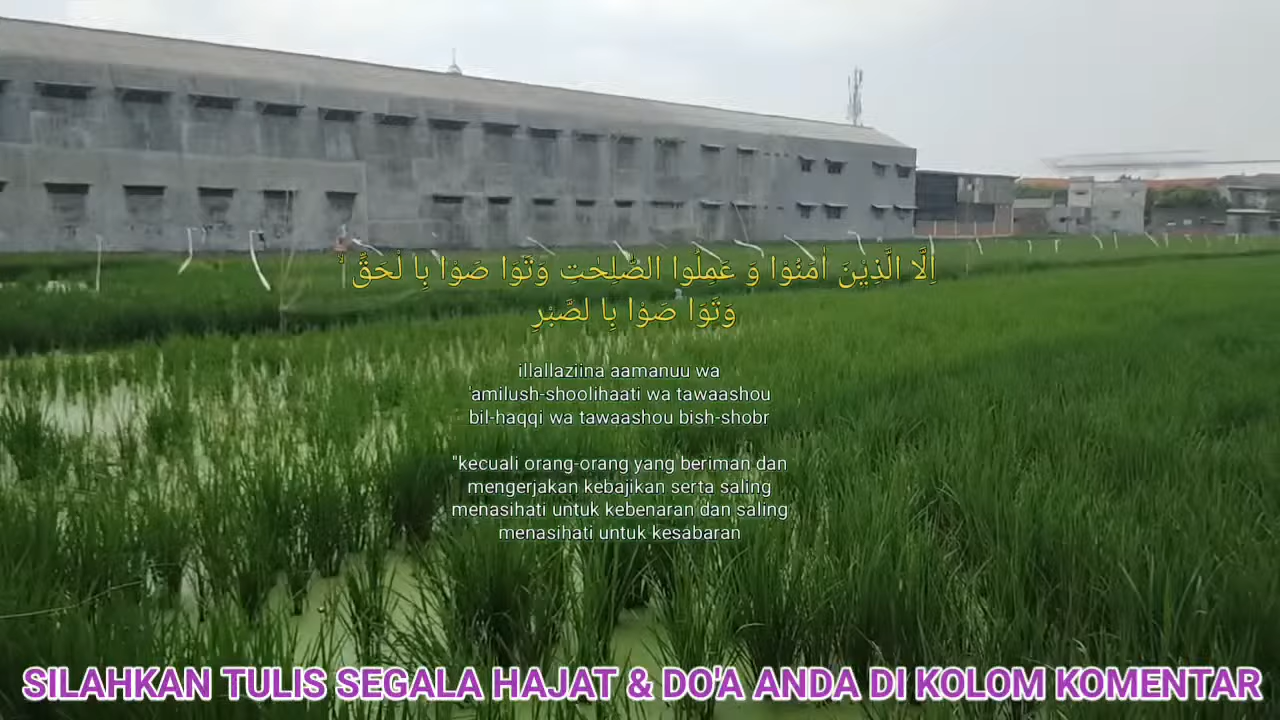 اِلَّا الَّذِيْنَ اٰمَنُوْا وَ عَمِلُوا الصّٰلِحٰتِ وَتَوَا صَوْا بِا لْحَقِّ ۙ
وَتَوَا صَوْا بِا لصَّبْرِ
illallaziina aamanuu wa
'amilush-shoolihaati wa tawaashou
bil-haqqi wa tawaashou bish-shobr
"kecuali orang-orang yang beriman dan
mengerjakan kebajikan serta saling
menasihati untuk kebenaran dan saling
menasihati untuk kesabaran
SILAHKAN TULIS SEGALA HAJAT & DO'A ANDA DI KOLOM KOMENTAR